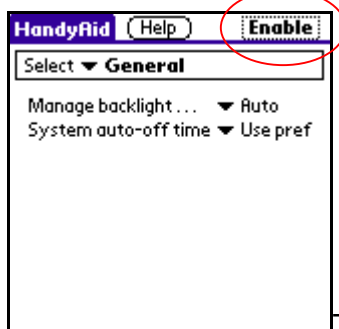 HandyAid Help Enable
Select General
Manage backlight... Auto
System auto-off time Use pref